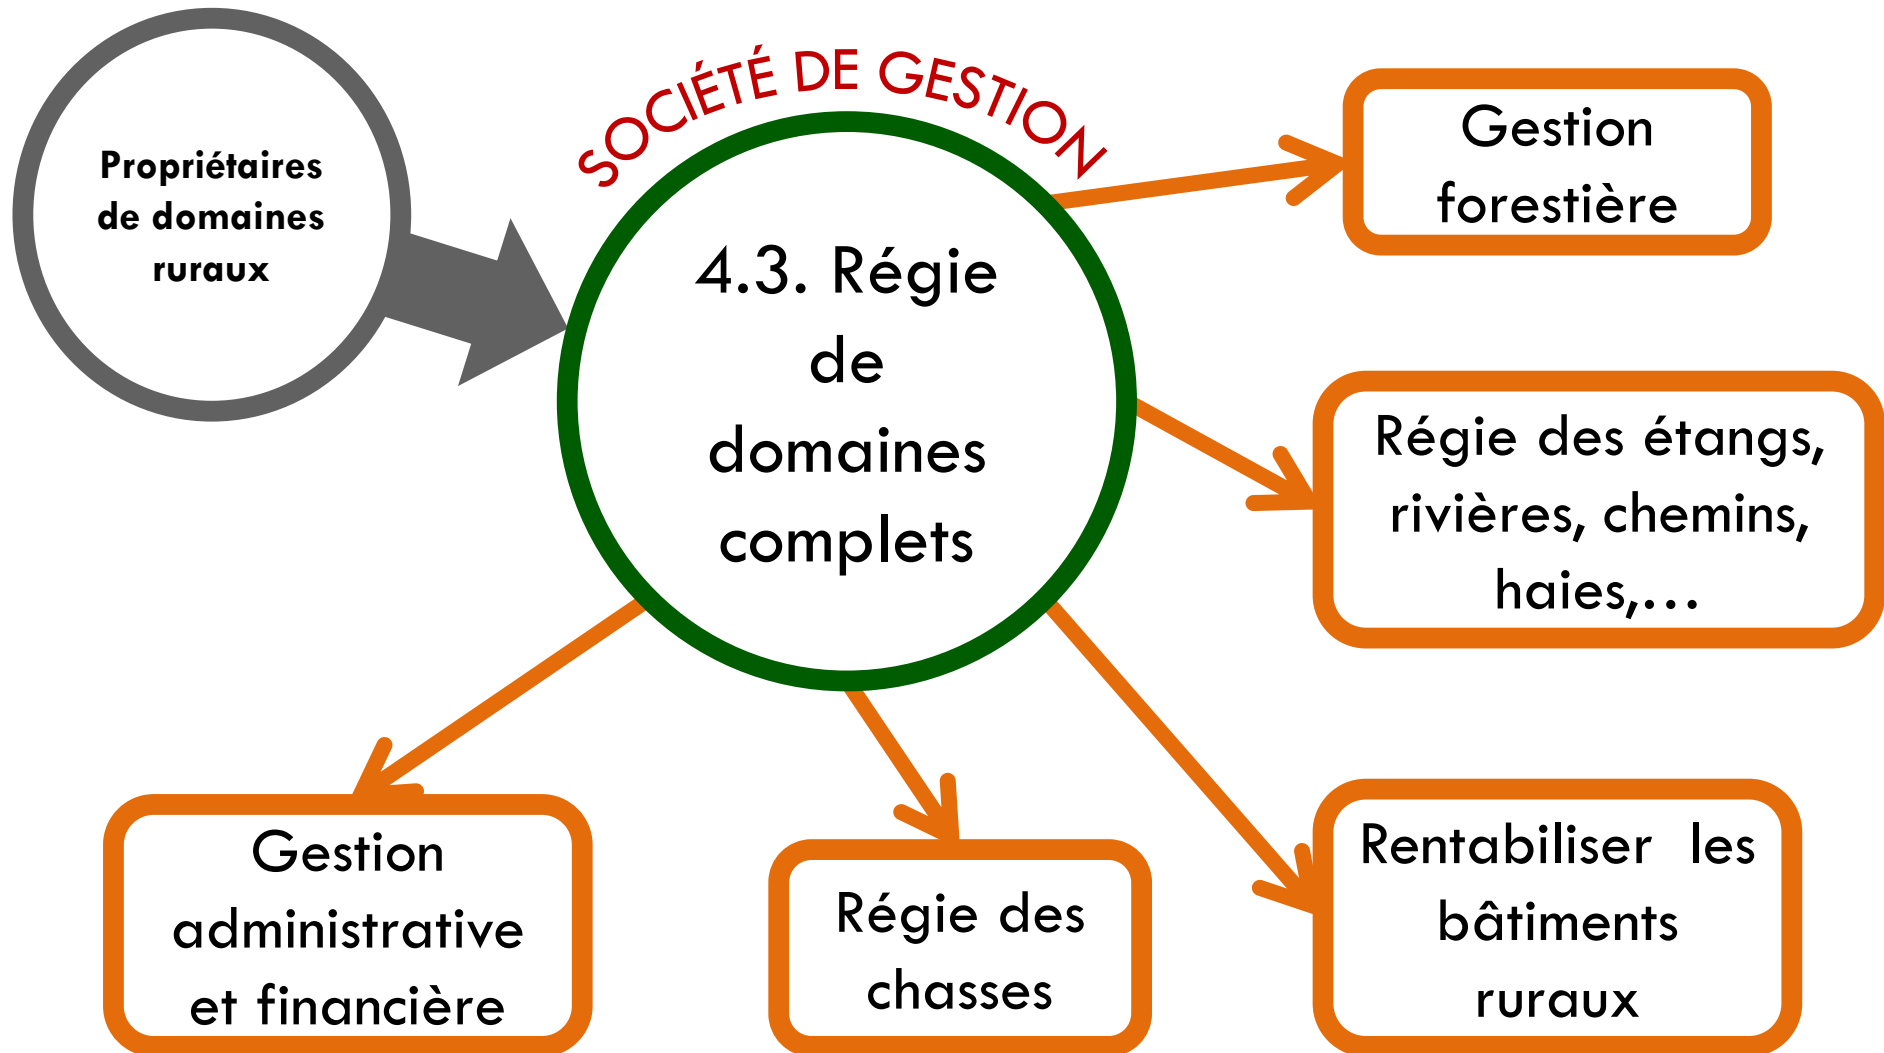 Propriétaires
de domaines
ruraux
SOCIÉTÉ DE GESTION
4.3. Régie
de
domaines
complets
Gestion
forestière
Régie des étangs,
rivières, chemins,
haies,...
Rentabiliser les
bâtiments
ruraux
Régie des
chasses
Gestion
administrative
et financière